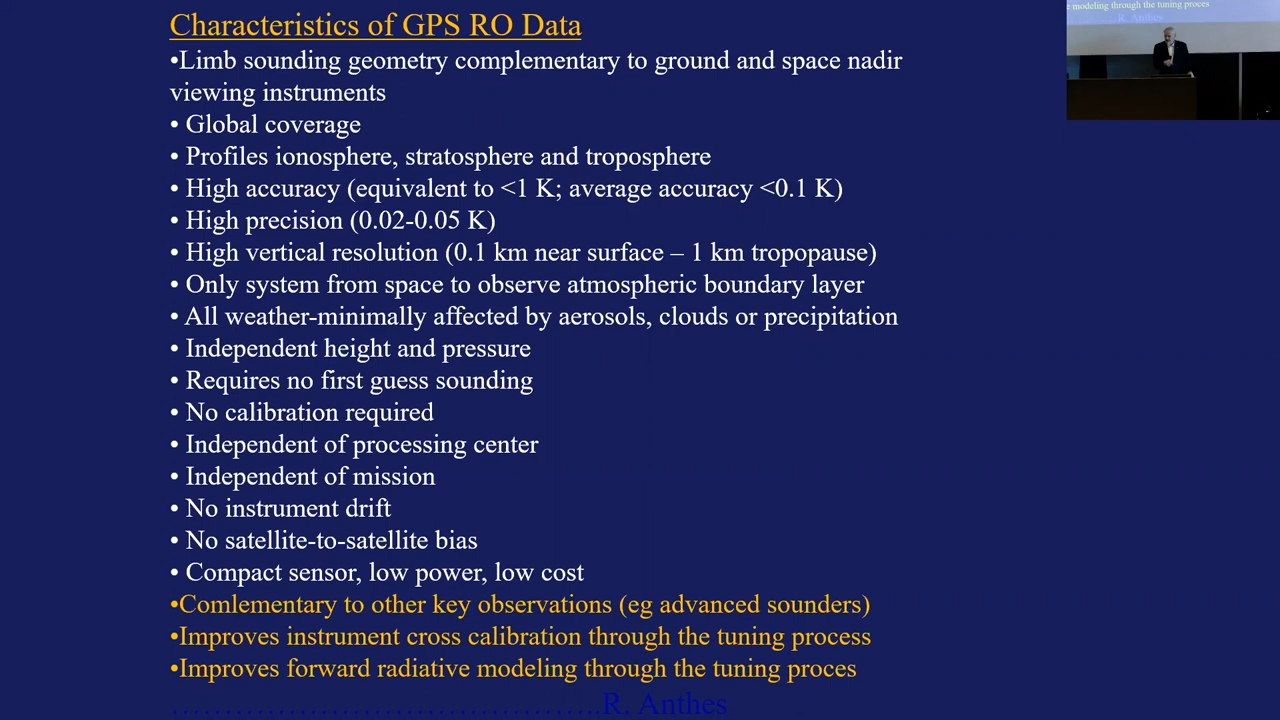 Characteristics of GPS RO Data
•Limb sounding geometry complementary to ground and space nadir
viewing instruments
• Global coverage
• Profiles ionosphere, stratosphere and troposphere
• High accuracy (equivalent to <1 K; average accuracy <0.1 K)
• High precision (0.02-0.05 K)
• High vertical resolution (0.1 km near surface – 1 km tropopause)
• Only system from space to observe atmospheric boundary layer
• All weather-minimally affected by aerosols, clouds or precipitation
• Independent height and pressure
• Requires no first guess sounding
• No calibration required
• Independent of processing center
• Independent of mission
• No instrument drift
• No satellite-to-satellite bias
• Compact sensor, low power, low cost
•Comlementary to other key observations (eg advanced sounders)
•Improves instrument cross calibration through the tuning process
•Improves forward radiative modeling through the tuning proces
…………………………………..R. Anthes
e modeling through the tuning proces
R. Anthes